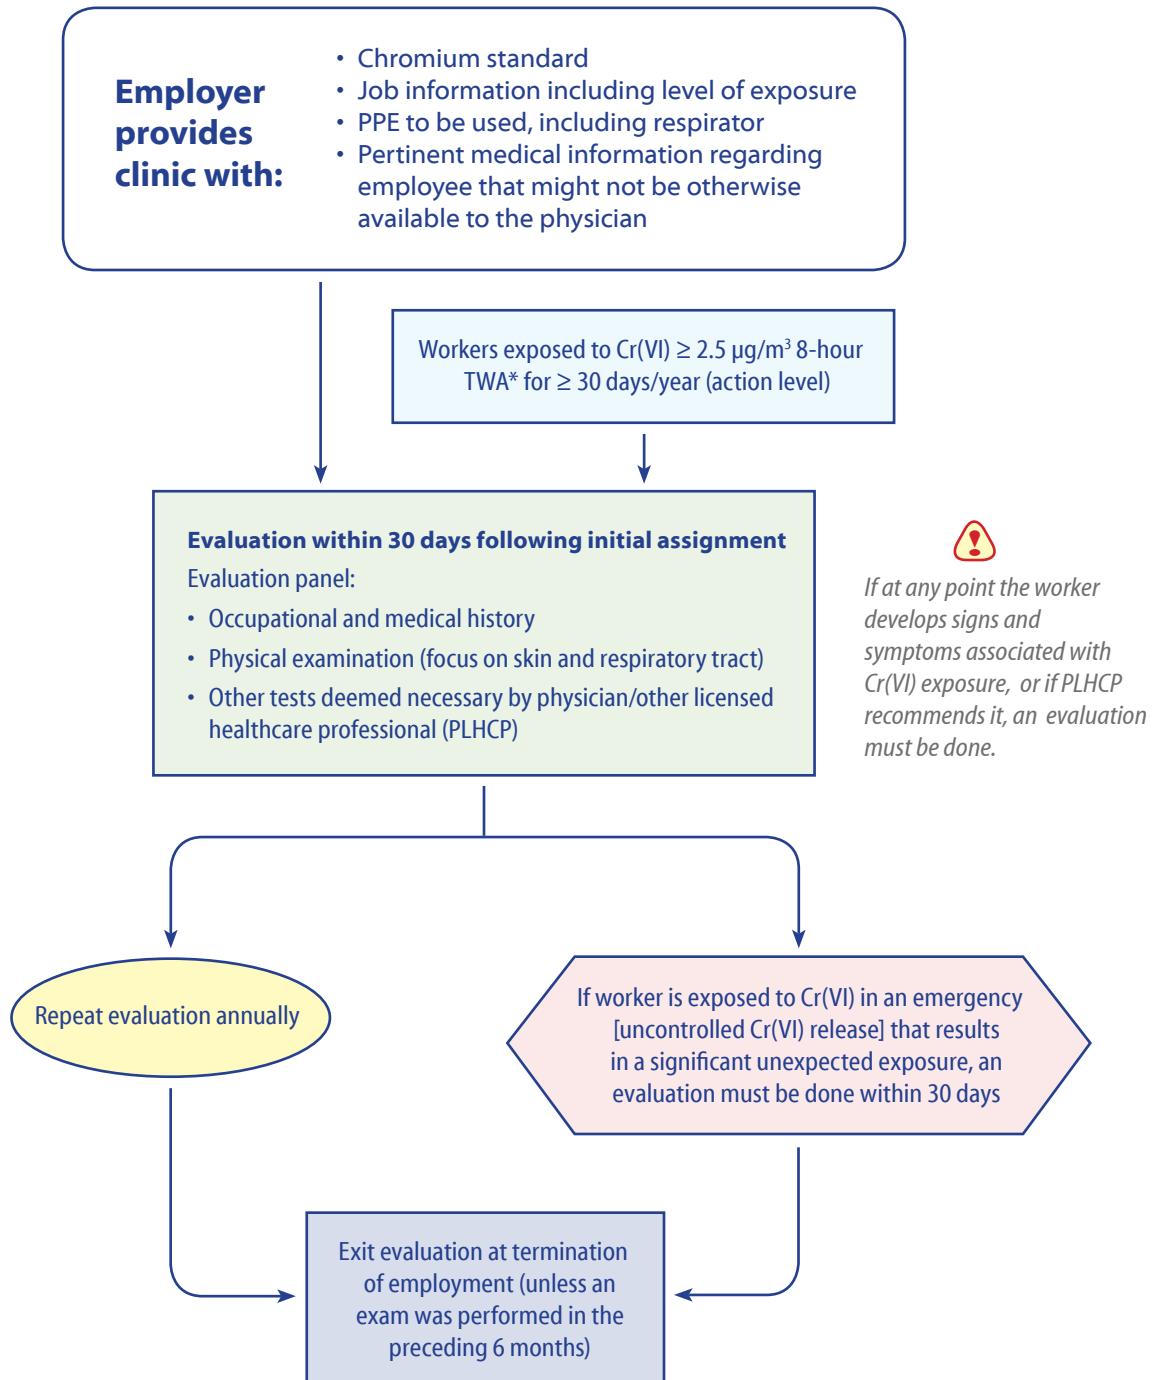 Employer
provides
clinic with:
• Chromium standard
• Job information including level of exposure
• PPE to be used, including respirator
• Pertinent medical information regarding
employee that might not be otherwise
available to the physician
Workers exposed to Cr(VI) ≥ 2.5 µg/m³ 8-hour
TWA* for ≥ 30 days/year (action level)
Evaluation within 30 days following initial assignment
Evaluation panel:
• Occupational and medical history
• Physical examination (focus on skin and respiratory tract)
• Other tests deemed necessary by physician/other licensed
healthcare professional (PLHCP)
!
If at any point the worker
develops signs and
symptoms associated with
Cr(VI) exposure, or if PLHCP
recommends it, an evaluation
must be done.
Repeat evaluation annually
If worker is exposed to Cr(VI) in an emergency
[uncontrolled Cr(VI) release] that results
in a significant unexpected exposure, an
evaluation must be done within 30 days
Exit evaluation at termination
of employment (unless an
exam was performed in the
preceding 6 months)